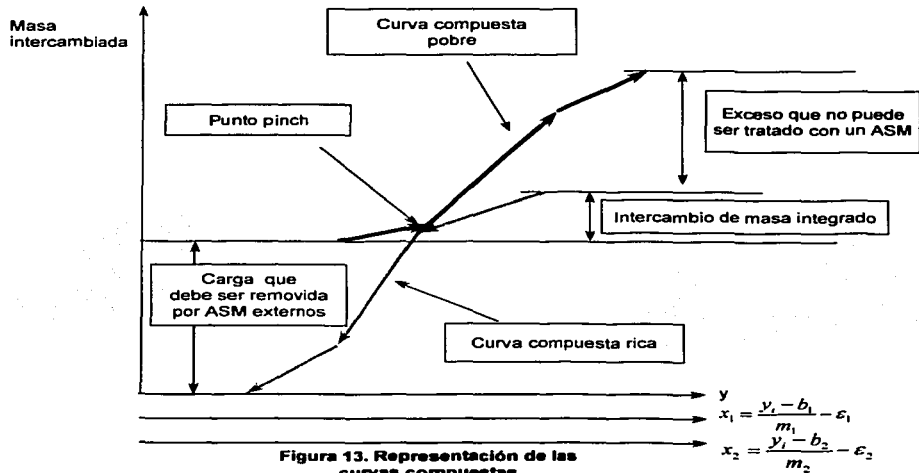 Masa
intercambiada
Curva compuesta
pobre
Punto pinch
Exceso que no puede
ser tratado con un ASM
Intercambio de masa integrado
Carga que
debe ser removida
por ASM externos
Curva compuesta rica
y
x₁ = (yᵢ − b₁)/m₁ − ε₁
x₂ = (yᵢ − b₂)/m₂ − ε₂
Figura 13. Representación de las
curvas compuestas